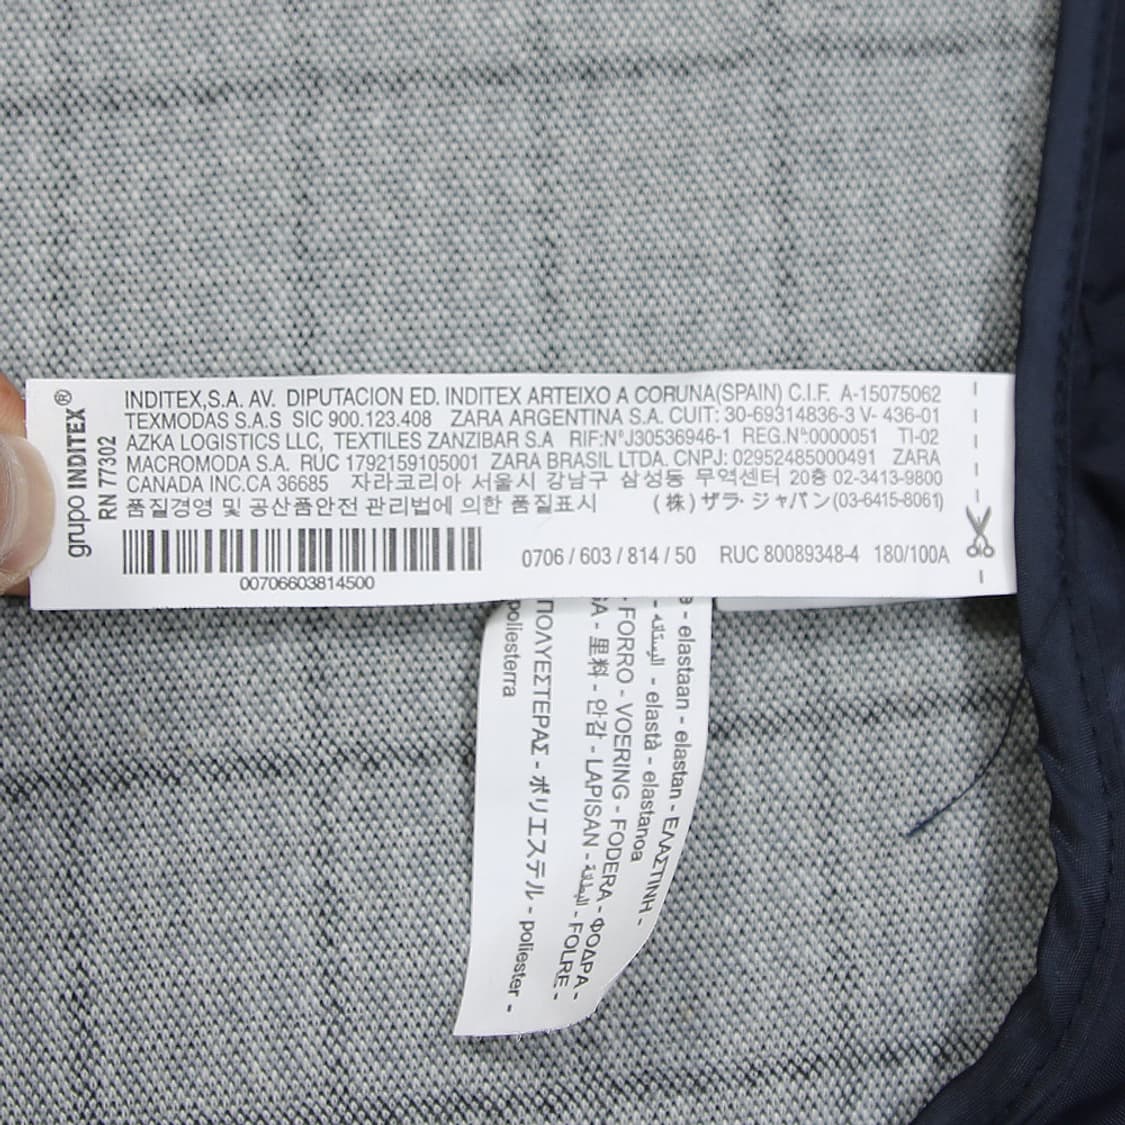 grupo INDITEX®
RN 77302
INDITEX,S.A. AV. DIPUTACION ED. INDITEX ARTEIXO A CORUNA(SPAIN) C.I.F. A-15075062
TEXMODAS S.A.S SIC 900.123.408 ZARA ARGENTINA S.A. CUIT: 30-69314836-3 V- 436-01
AZKA LOGISTICS LLC, TEXTILES ZANZIBAR S.A RIF:NºJ30536946-1 REG.Nº:0000051 TI-02
MACROMODA S.A. RUC 1792159105001 ZARA BRASIL LTDA. CNPJ: 02952485000491 ZARA
CANADA INC.CA 36685 자라코리아 서울시 강남구 삼성동 무역센터 20층 02-3413-9800
품질경영 및 공산품안전 관리법에 의한 품질표시 (株)ザラ・ジャパン(03-6415-8061)
00706603814500
0706 / 603 / 814 / 50 RUC 80089348-4 180/100A
- elastaan - elastan - ΕΛΑΣΤΙΝΗ -
- elastà - elastanoa
FORRO - VOERING - FODERA - ΦΟΔΡΑ -
里料 - 안감 - LAPISAN - البطانة - FOLRE -
ΠΟΛΥΕΣΤΕΡΑΣ - ポリエステル - poliester -
poliesterra